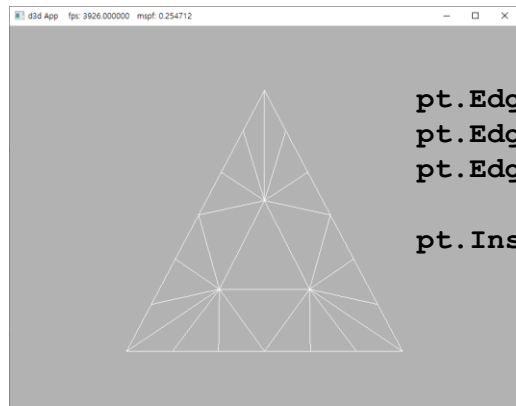 d3d App fps: 3926.000000 mspf: 0.254712
pt.Edg
pt.Edg
pt.Edg
pt.Ins